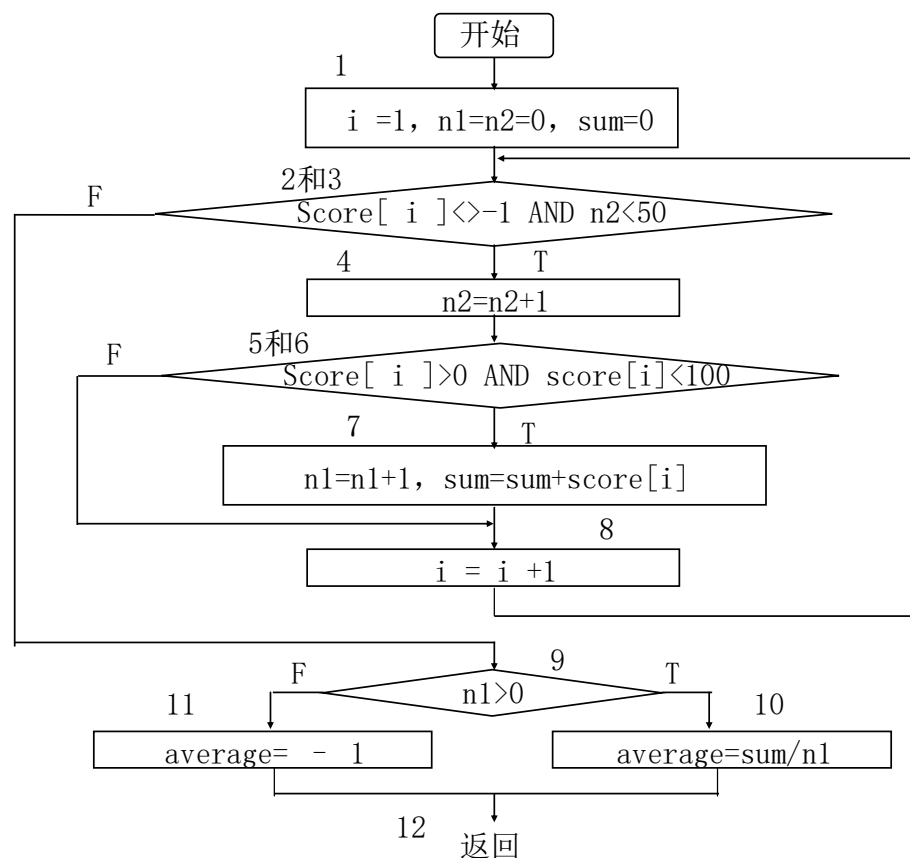 开始
1
i =1, n1=n2=0, sum=0
2和3
F
Score[ i ]<>-1 AND n2<50
4
T
n2=n2+1
5和6
F
Score[ i ]>0 AND score[i]<100
7
T
n1=n1+1, sum=sum+score[i]
8
i = i +1
9
F
T
n1>0
11
10
average= - 1
average=sum/n1
12
返回